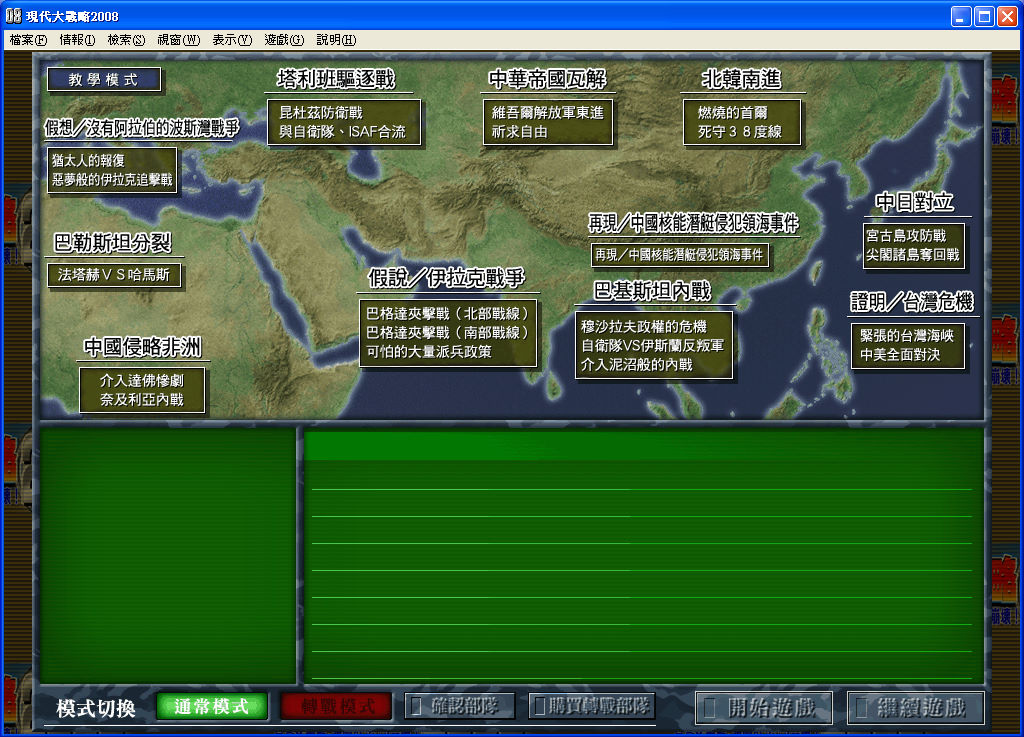 現代大戰略2008
檔案(F) 情報(I) 檢索(S) 視窗(W) 表示(Y) 遊戲(G) 說明(H)
教學模式
塔利班驅逐戰
昆杜茲防衛戰
與自衛隊、ISAF合流
中華帝國瓦解
維吾爾解放軍東進
祈求自由
北韓南進
燃燒的首爾
死守３８度線
假想／沒有阿拉伯的波斯灣戰爭
猶太人的報復
惡夢般的伊拉克追擊戰
中日對立
宮古島攻防戰
尖閣諸島奪回戰
再現／中國核能潛艇侵犯領海事件
再現／中國核能潛艇侵犯領海事件
巴勒斯坦分裂
法塔赫ＶＳ哈馬斯
假說／伊拉克戰爭
巴格達夾擊戰（北部戰線）
巴格達夾擊戰（南部戰線）
可怕的大量派兵政策
巴基斯坦內戰
穆沙拉夫政權的危機
自衛隊VS伊斯蘭反叛軍
介入泥沼般的內戰
證明／台灣危機
緊張的台灣海峽
中美全面對決
中國侵略非洲
介入達佛慘劇
奈及利亞內戰
模式切換
通常模式
轉戰模式
確認部隊
購買轉戰部隊
開始遊戲
繼續遊戲